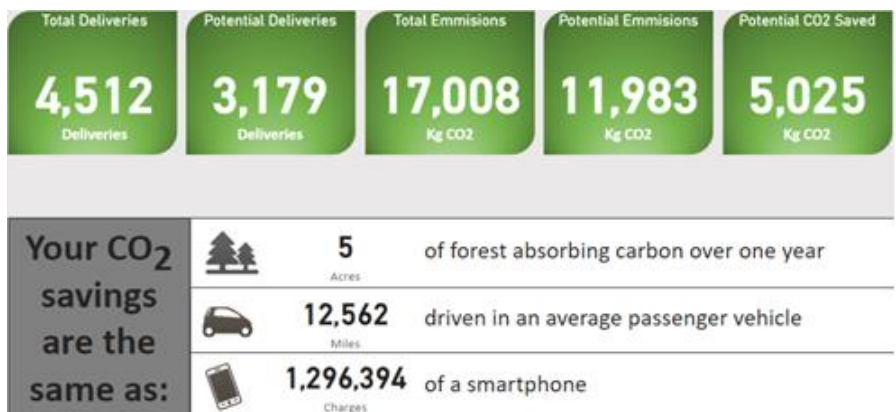 Total Deliveries
4,512
Deliveries
Potential Deliveries
3,179
Deliveries
Total Emmisions
17,008
Kg CO2
Potential Emmisions
11,983
Kg CO2
Potential CO2 Saved
5,025
Kg CO2
Your CO2
savings
are the
same as:
5
Acres
of forest absorbing carbon over one year
12,562
Miles
driven in an average passenger vehicle
1,296,394
Charges
of a smartphone